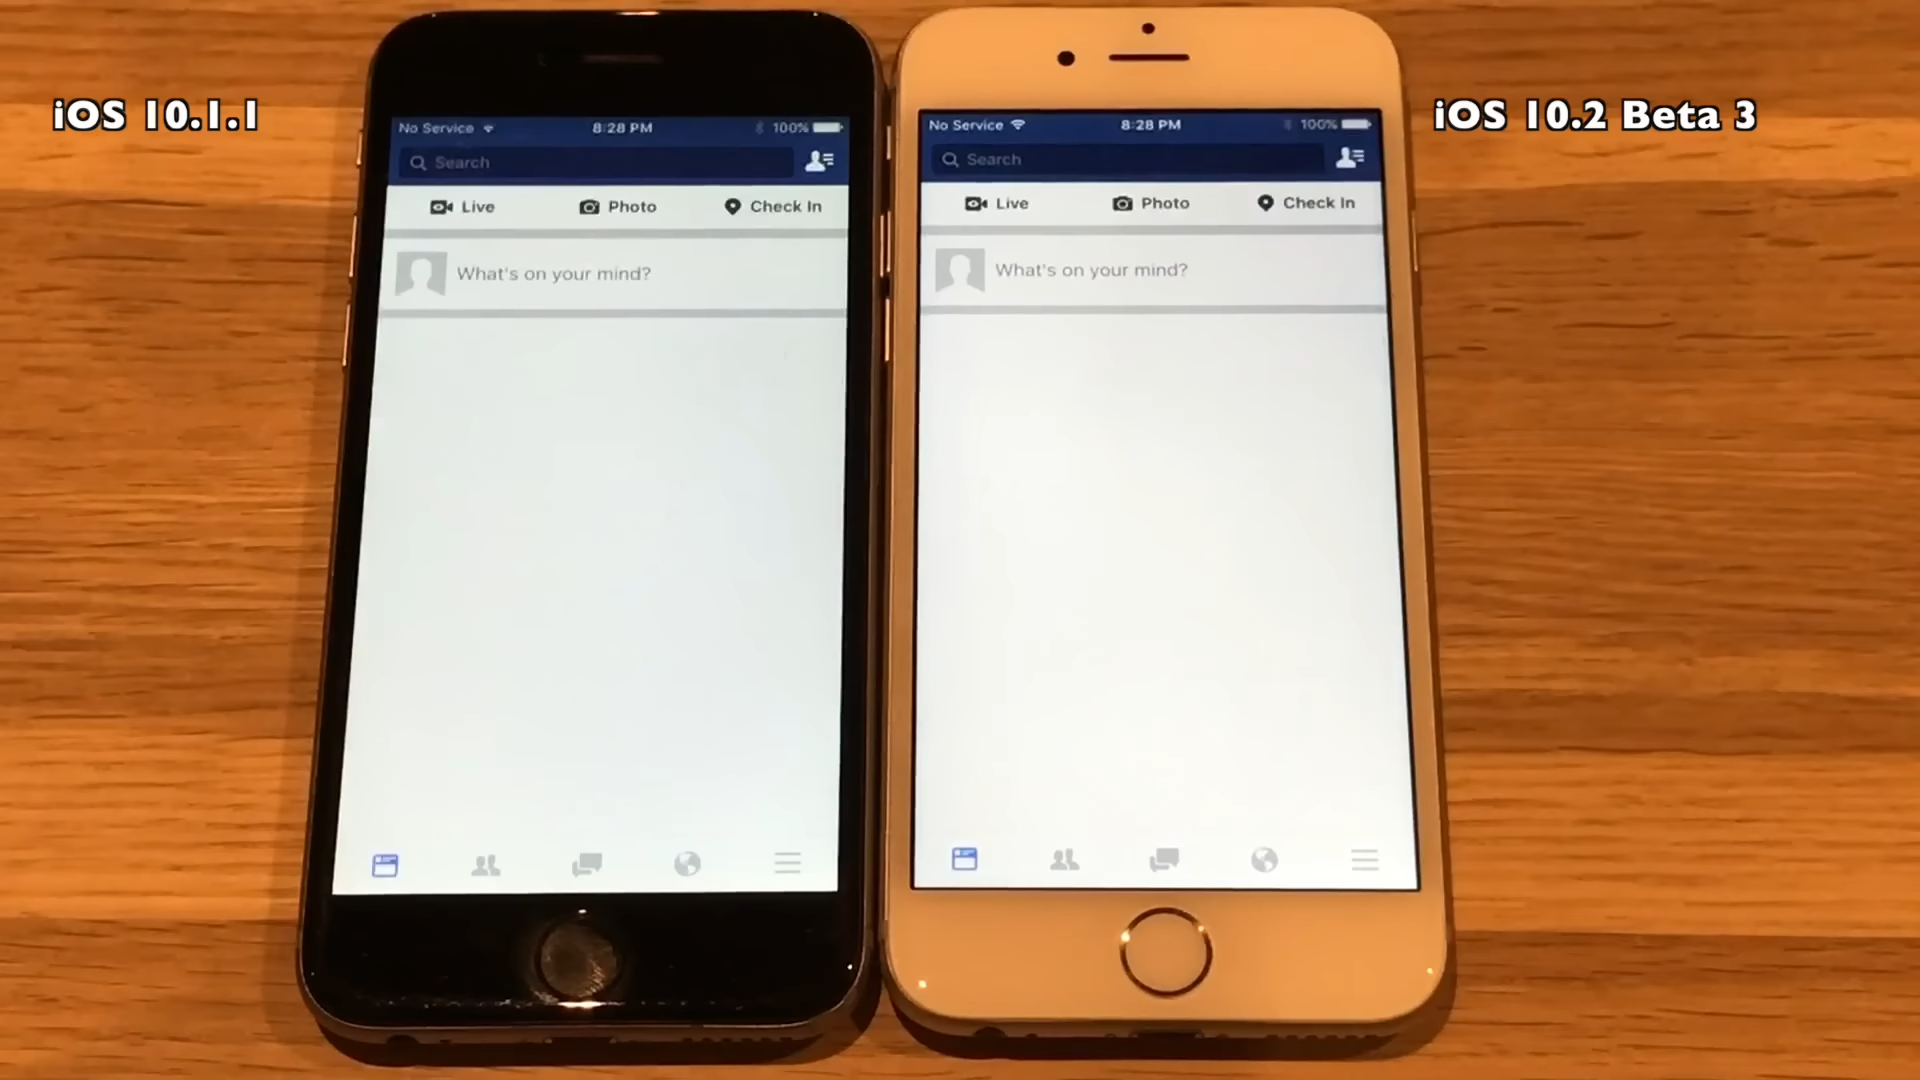 iOS 10.1.1
No Service 8:28 PM 100%
Search
Live Photo Check In
What's on your mind?
iOS 10.2 Beta 3
No Service 8:28 PM 100%
Search
Live Photo Check In
What's on your mind?